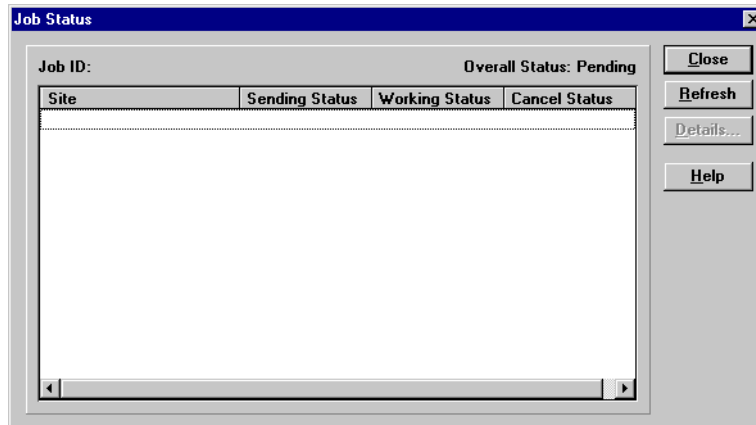 Job Status
Job ID:
Overall Status: Pending
Site
Sending Status
Working Status
Cancel Status
Close
Refresh
Details...
Help